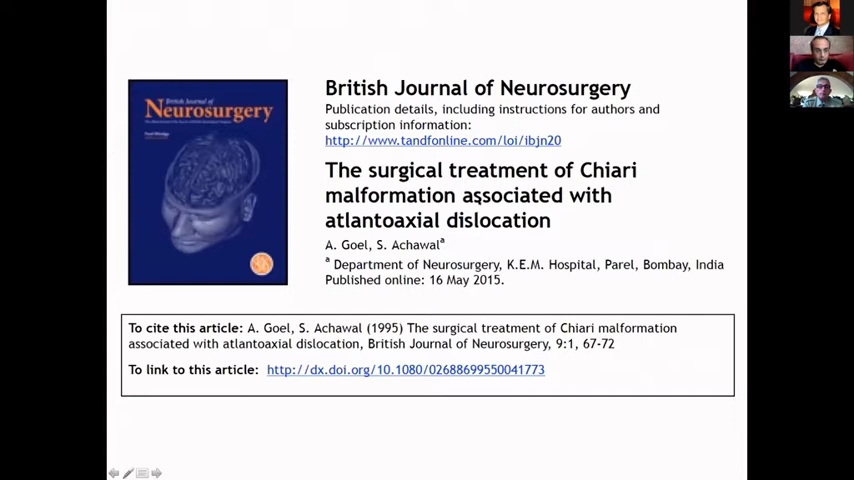 British Journal of
Neurosurgery
British Journal of Neurosurgery
Publication details, including instructions for authors and
subscription information:
http://www.tandfonline.com/loi/ibjn20
The surgical treatment of Chiari
malformation associated with
atlantoaxial dislocation
A. Goel, S. Achawalª
ª Department of Neurosurgery, K.E.M. Hospital, Parel, Bombay, India
Published online: 16 May 2015.
To cite this article: A. Goel, S. Achawal (1995) The surgical treatment of Chiari malformation
associated with atlantoaxial dislocation, British Journal of Neurosurgery, 9:1, 67-72
To link to this article: http://dx.doi.org/10.1080/02688699550041773